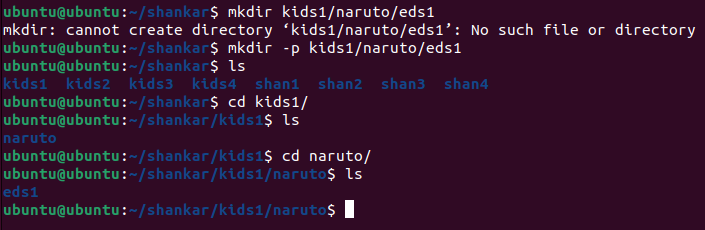 ubuntu@ubuntu:~/shankar$ mkdir kids1/naruto/eds1
mkdir: cannot create directory ‘kids1/naruto/eds1’: No such file or directory
ubuntu@ubuntu:~/shankar$ mkdir -p kids1/naruto/eds1
ubuntu@ubuntu:~/shankar$ ls
kids1  kids2  kids3  kids4  shan1  shan2  shan3  shan4
ubuntu@ubuntu:~/shankar$ cd kids1/
ubuntu@ubuntu:~/shankar/kids1$ ls
naruto
ubuntu@ubuntu:~/shankar/kids1$ cd naruto/
ubuntu@ubuntu:~/shankar/kids1/naruto$ ls
eds1
ubuntu@ubuntu:~/shankar/kids1/naruto$